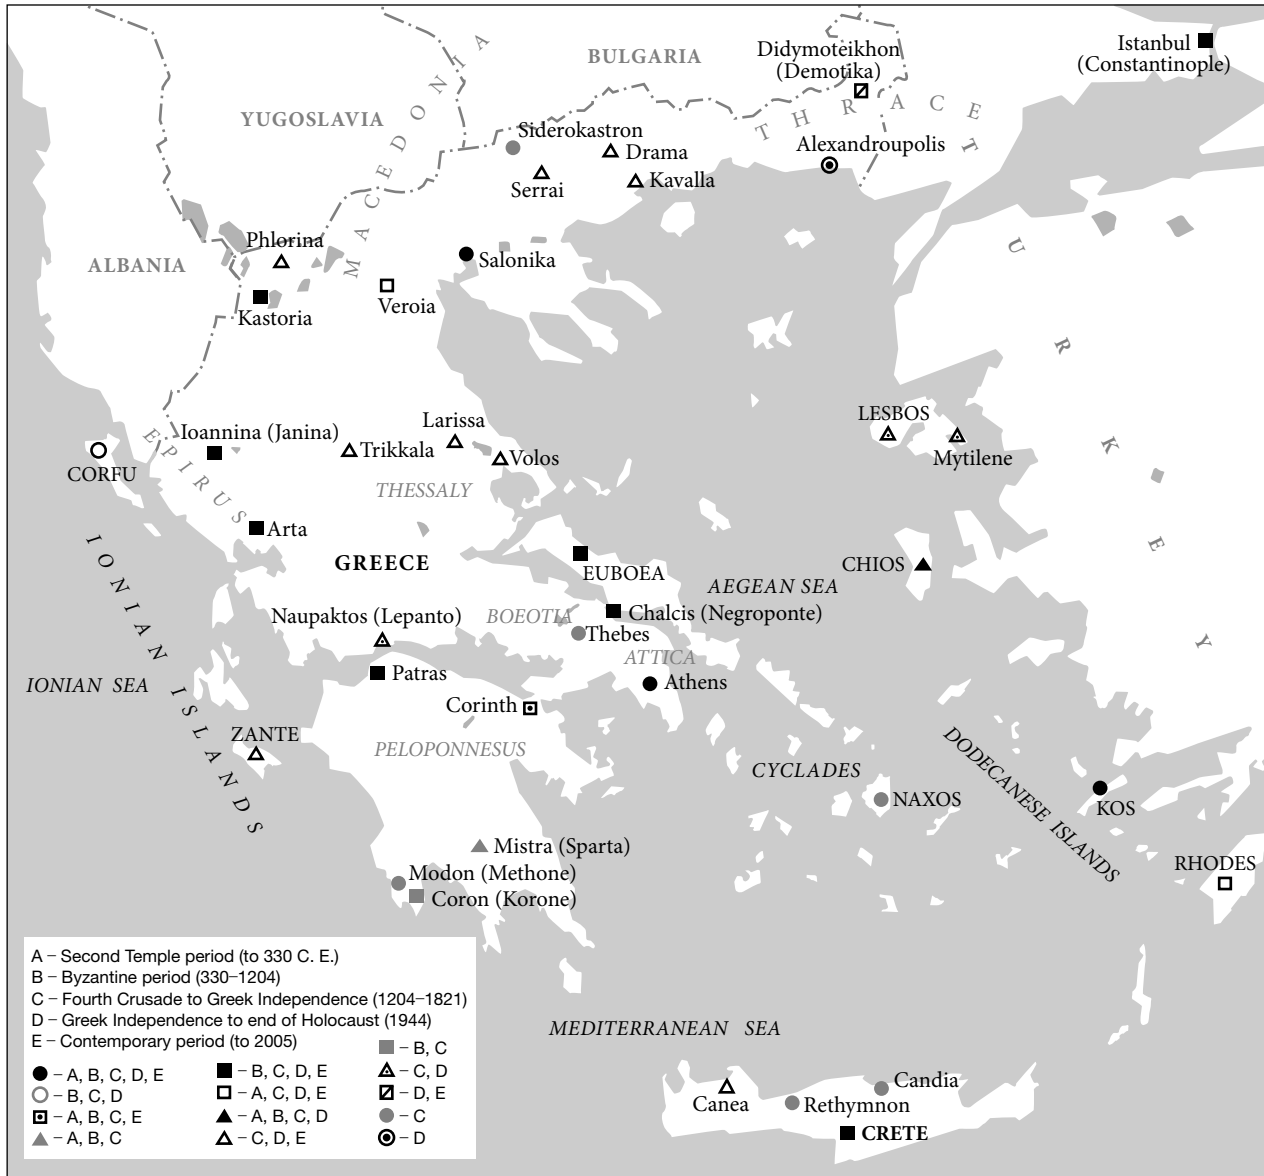 BULGARIA
Didymoteikhon
(Demotika)
Istanbul
(Constantinople)
YUGOSLAVIA
MACEDONIA
THRACE
Siderokastron
Drama
Alexandroupolis
Serrai
Kavalla
TURKEY
Phlorina
ALBANIA
Salonika
Kastoria
Veroia
Larissa
LESBOS
Ioannina (Janina)
Trikkala
Volos
Mytilene
CORFU
EPIRUS
THESSALY
Arta
GREECE
EUBOEA
AEGEAN SEA
CHIOS
IONIAN ISLANDS
Naupaktos (Lepanto)
BOEOTIA
Chalcis (Negroponte)
Thebes
ATTICA
IONIAN SEA
Patras
Athens
Corinth
ZANTE
PELOPONNESUS
CYCLADES
DODECANESE ISLANDS
NAXOS
KOS
Mistra (Sparta)
RHODES
Modon (Methone)
Coron (Korone)
A – Second Temple period (to 330 C. E.)
B – Byzantine period (330–1204)
C – Fourth Crusade to Greek Independence (1204–1821)
D – Greek Independence to end of Holocaust (1944)
E – Contemporary period (to 2005)
– A, B, C, D, E
– B, C, D
– A, B, C, E
– A, B, C
– B, C, D, E
– A, C, D, E
– A, B, C, D
– C, D, E
– B, C
– C, D
– D, E
– C
– D
MEDITERRANEAN SEA
Canea
Rethymnon
Candia
CRETE